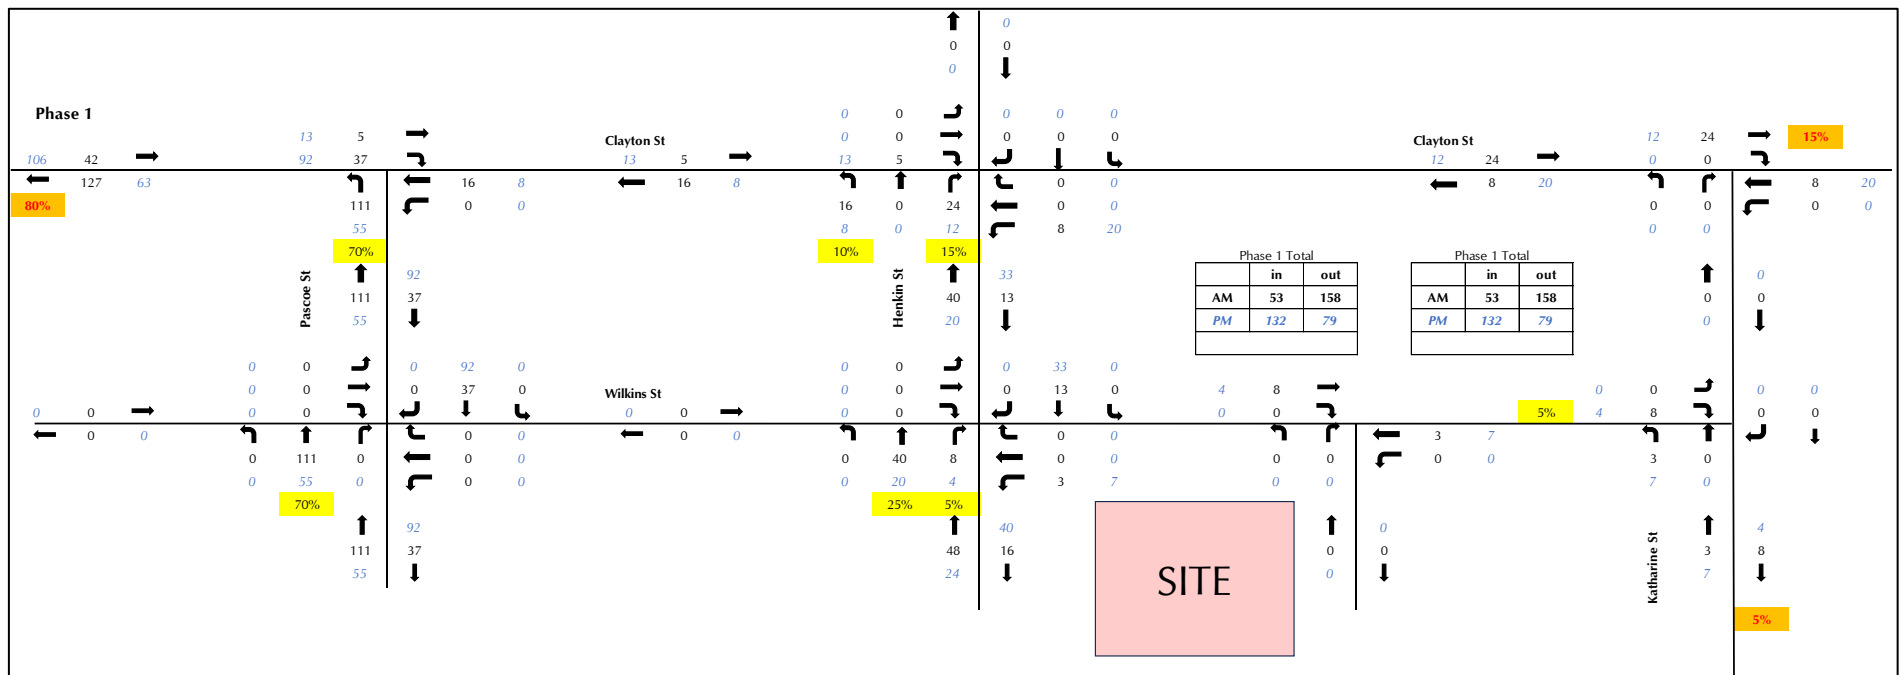 0
0 0
0
Phase 1 0 0 0 0 0
13 5 Clayton St 0 0 0 0 0 Clayton St 12 24 15%
106 42 92 37 13 5 13 5 12 24 0 0
127 63 16 8 16 8 0 0 8 20 8 20
80% 111 0 0 16 0 24 0 0 0 0 0 0
55 8 0 12 8 20 0 0
70% 10% 15%
Phase 1 Total Phase 1 Total
Pascoe St 92 Henkin St 33 in out in out 0
111 37 40 13 AM 53 158 AM 53 158 0 0
55 20 PM 132 79 PM 132 79 0
0 0 0 92 0 0 0 0 33 0
0 0 0 37 0 Wilkins St 0 0 0 13 0 4 8 0 0 0 0
0 0 0 0 0 0 0 0 0 0 5% 4 8 0 0
0 0 0 0 0 0 0 0 3 7
0 111 0 0 0 0 40 8 0 0 0 0 0 0 3 0
0 55 0 0 0 0 20 4 3 7 0 0 7 0
70% 25% 5%
92 40 0 4
111 37 48 16 0 0 Katharine St 3 8
55 24 SITE 0 7
5%